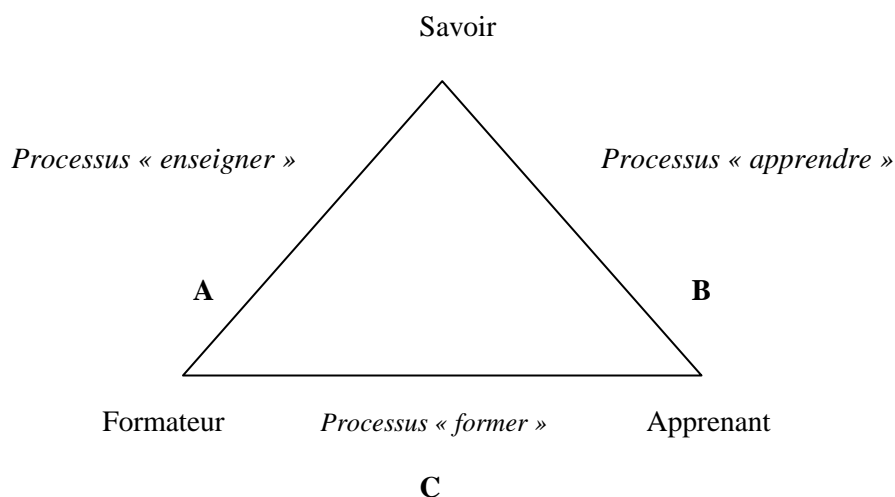 Savoir
Processus « enseigner »
Processus « apprendre »
A
B
Formateur
Processus « former »
Apprenant
C